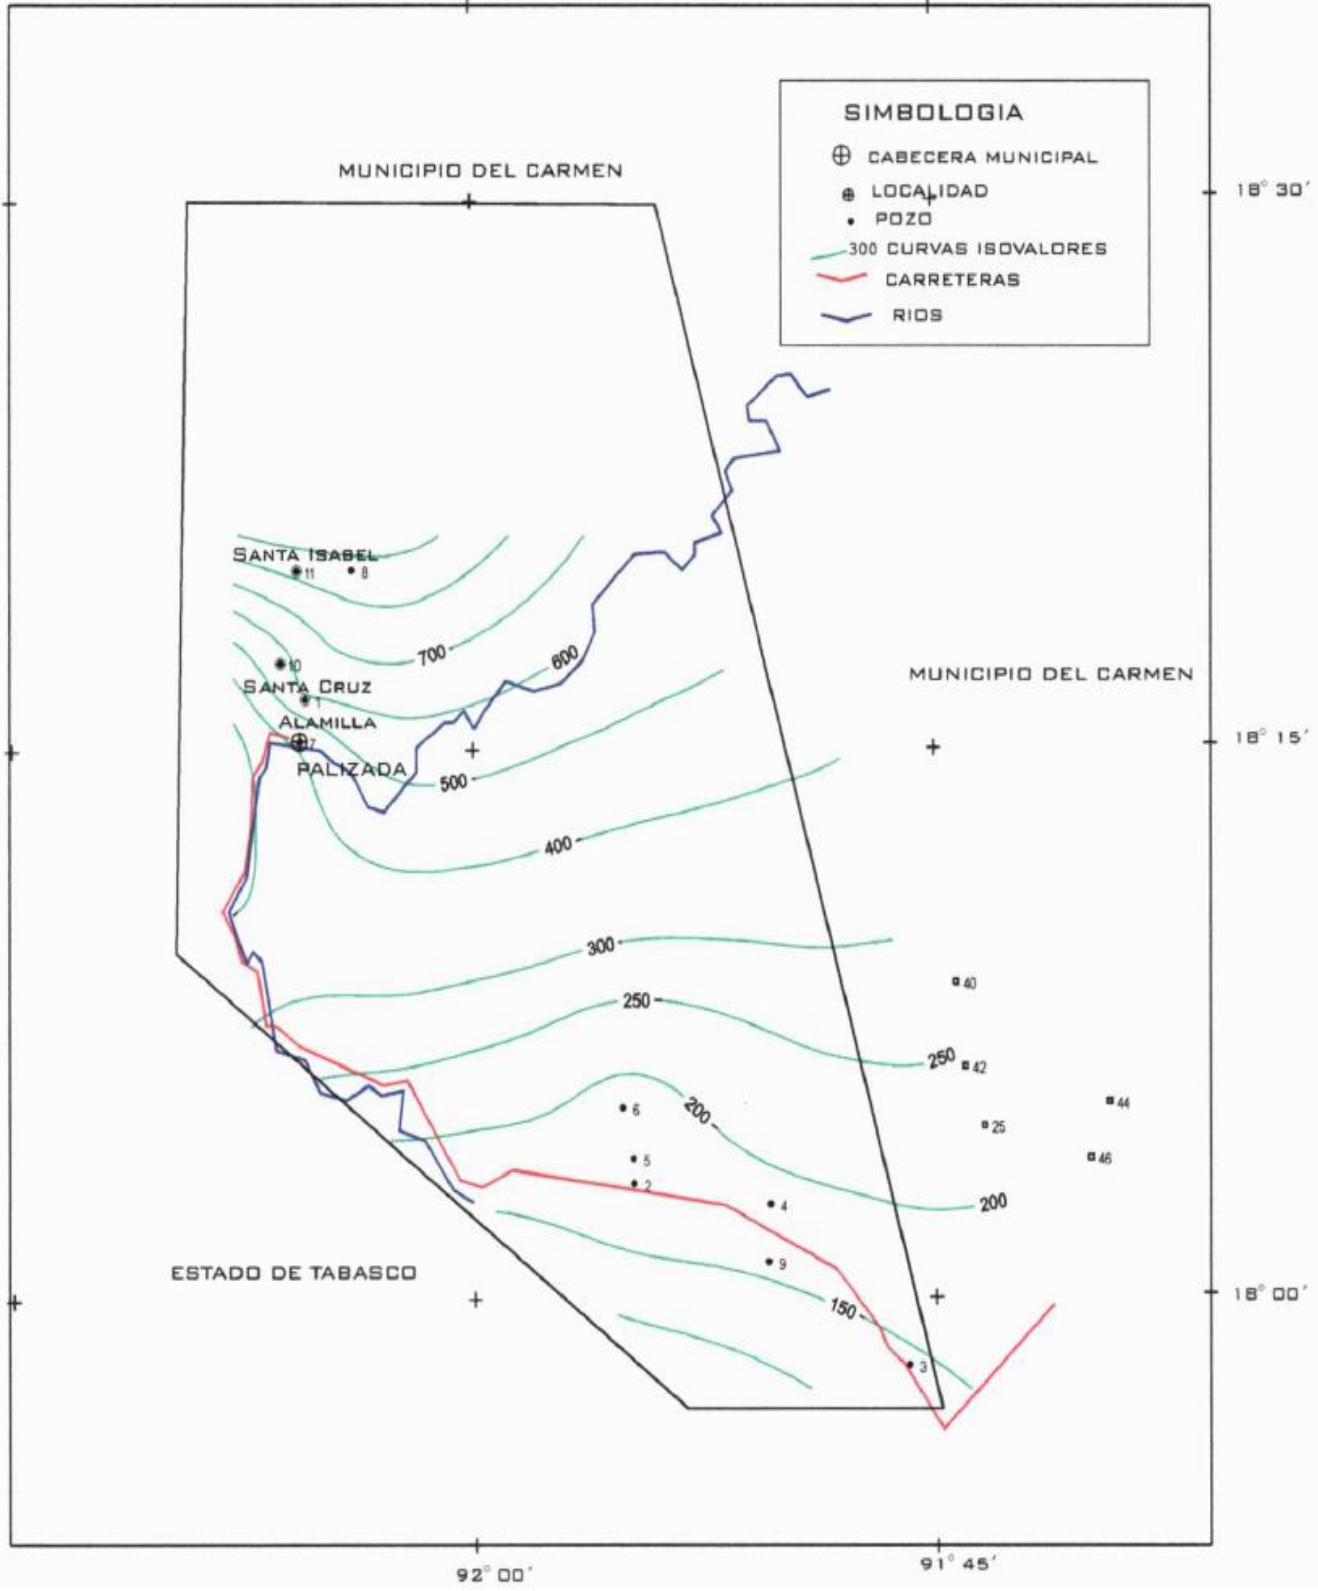 SIMBOLOGIA
CABECERA MUNICIPAL
LOCALIDAD
POZO
300 CURVAS ISOVALORES
CARRETERAS
RIOS
MUNICIPIO DEL CARMEN
18° 30'
SANTA ISABEL
11
8
700
600
10
SANTA CRUZ
1
MUNICIPIO DEL CARMEN
ALAMILLA
7
18° 15'
PALIZADA
500
400
300
40
250
250
42
44
6
200
25
5
46
2
4
200
9
ESTADO DE TABASCO
18° 00'
150
3
92° 00'
91° 45'